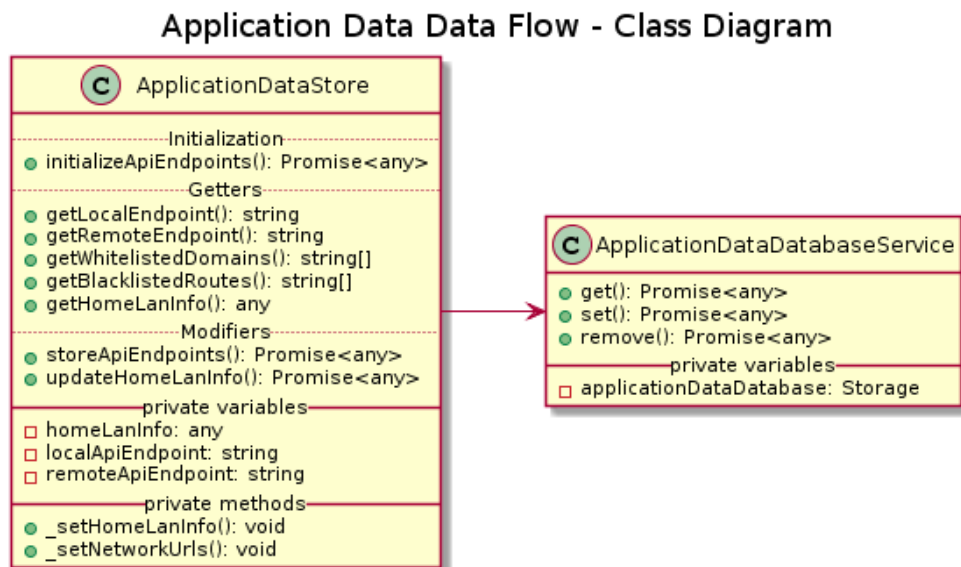 Application Data Data Flow - Class Diagram
C ApplicationDataStore
Initialization
initializeApiEndpoints(): Promise<any>
Getters
getLocalEndpoint(): string
getRemoteEndpoint(): string
getWhitelistedDomains(): string[]
getBlacklistedRoutes(): string[]
getHomeLanInfo(): any
Modifiers
storeApiEndpoints(): Promise<any>
updateHomeLanInfo(): Promise<any>
private variables
homeLanInfo: any
localApiEndpoint: string
remoteApiEndpoint: string
private methods
_setHomeLanInfo(): void
_setNetworkUrls(): void
C ApplicationDataDatabaseService
get(): Promise<any>
set(): Promise<any>
remove(): Promise<any>
private variables
applicationDataDatabase: Storage